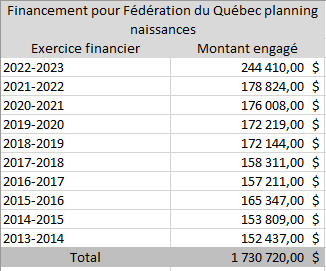 Financement pour Fédération du Québec planning
naissances
Exercice financier Montant engagé
2022-2023 244 410,00 $
2021-2022 178 824,00 $
2020-2021 176 008,00 $
2019-2020 172 219,00 $
2018-2019 172 144,00 $
2017-2018 158 311,00 $
2016-2017 157 211,00 $
2015-2016 165 347,00 $
2014-2015 153 809,00 $
2013-2014 152 437,00 $
Total 1 730 720,00 $